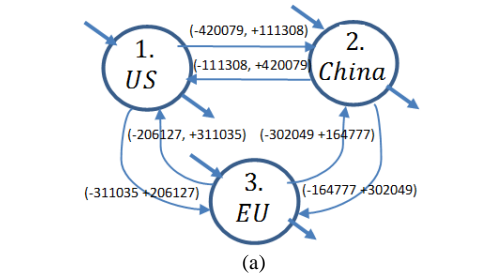 (-420079, +111308)
1.
US
2.
China
(-111308, +420079)
(-206127, +311035)
(-302049 +164777)
3.
EU
(-311035 +206127)
(-164777 +302049)
(a)